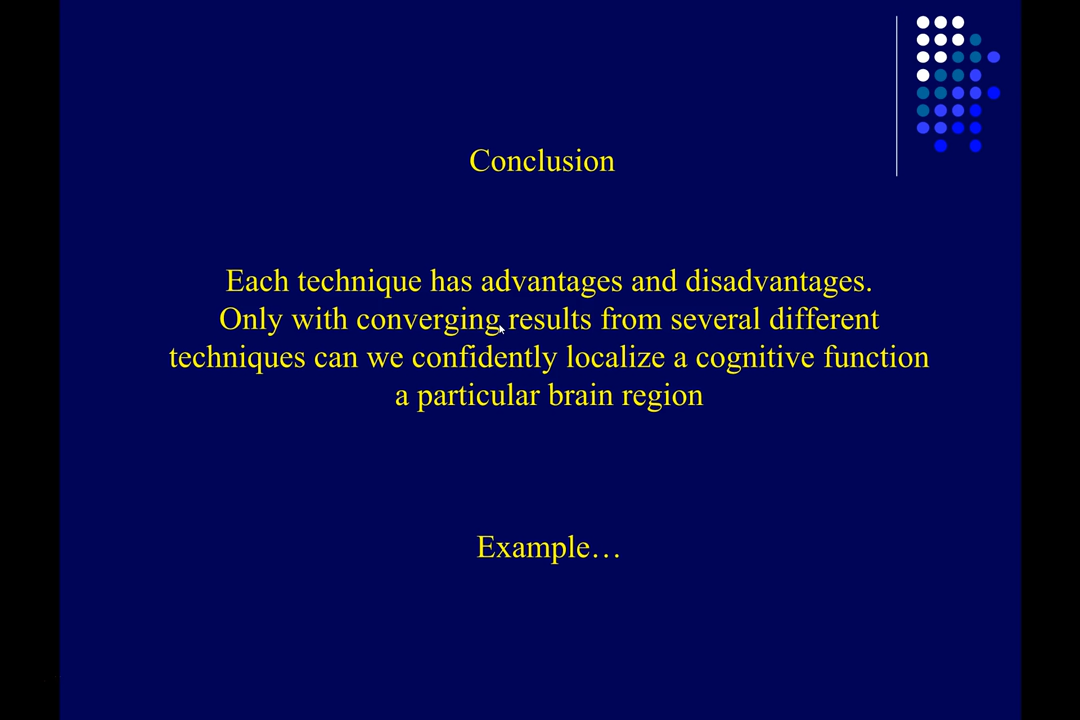 Conclusion
Each technique has advantages and disadvantages.
Only with converging results from several different
techniques can we confidently localize a cognitive function
a particular brain region
Example…